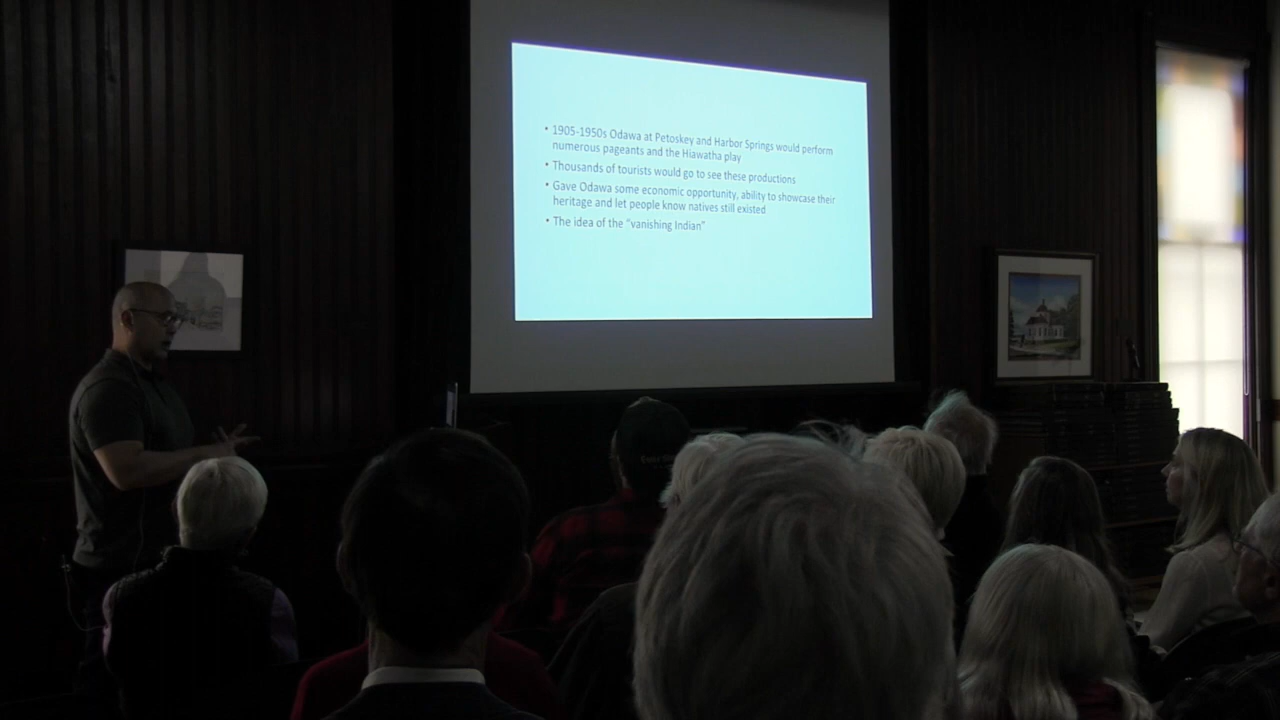 • 1905-1950s Odawa at Petoskey and Harbor Springs would perform
numerous pageants and the Hiawatha play
• Thousands of tourists would go to see these productions
• Gave Odawa some economic opportunity, ability to showcase their
heritage and let people know natives still existed
• The idea of the “vanishing Indian”